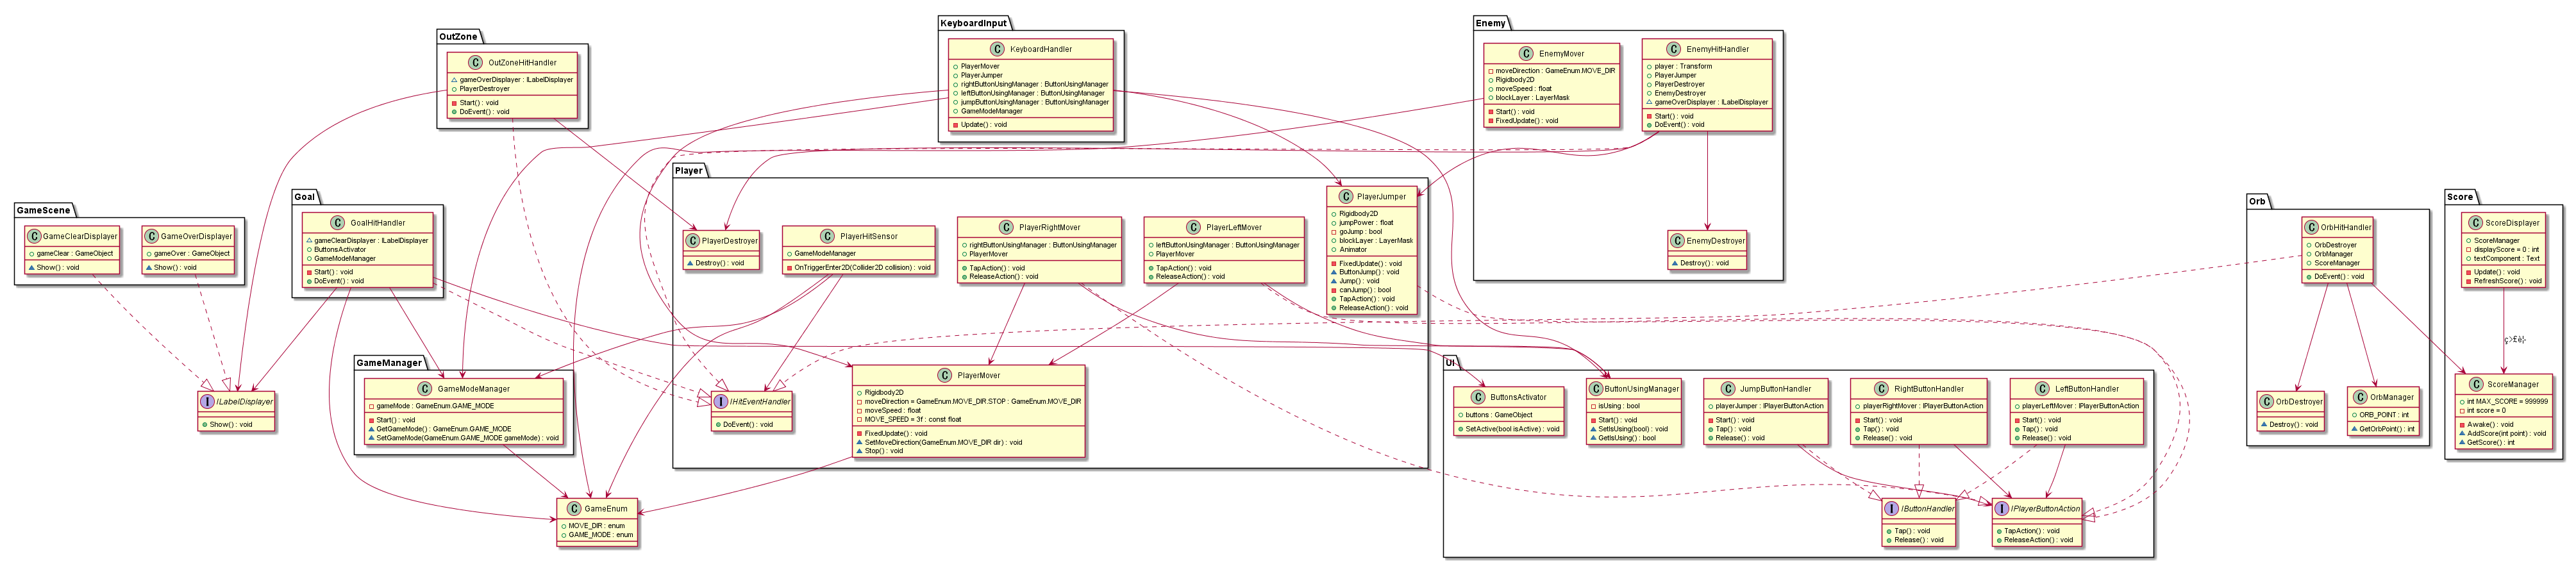 OutZone
OutZoneHitHandler
gameOverDisplayer : ILabelDisplayer
PlayerDestroyer
Start() : void
DoEvent() : void
KeyboardInput
KeyboardHandler
PlayerMover
PlayerJumper
rightButtonUsingManager : ButtonUsingManager
leftButtonUsingManager : ButtonUsingManager
jumpButtonUsingManager : ButtonUsingManager
GameModeManager
Update() : void
Enemy
EnemyMover
moveDirection : GameEnum.MOVE_DIR
Rigidbody2D
moveSpeed : float
blockLayer : LayerMask
Start() : void
FixedUpdate() : void
EnemyHitHandler
player : Transform
PlayerJumper
PlayerDestroyer
EnemyDestroyer
gameOverDisplayer : ILabelDisplayer
Start() : void
DoEvent() : void
EnemyDestroyer
Destroy() : void
GameScene
GameClearDisplayer
gameClear : GameObject
Show() : void
GameOverDisplayer
gameOver : GameObject
Show() : void
Goal
GoalHitHandler
gameClearDisplayer : ILabelDisplayer
ButtonsActivator
GameModeManager
Start() : void
DoEvent() : void
Player
PlayerDestroyer
Destroy() : void
PlayerHitSensor
GameModeManager
OnTriggerEnter2D(Collider2D collision) : void
PlayerRightMover
rightButtonUsingManager : ButtonUsingManager
PlayerMover
TapAction() : void
ReleaseAction() : void
PlayerLeftMover
leftButtonUsingManager : ButtonUsingManager
PlayerMover
TapAction() : void
ReleaseAction() : void
PlayerJumper
Rigidbody2D
jumpPower : float
goJump : bool
blockLayer : LayerMask
Animator
FixedUpdate() : void
ButtonJump() : void
Jump() : void
canJump() : bool
TapAction() : void
ReleaseAction() : void
Orb
OrbHitHandler
OrbDestroyer
OrbManager
ScoreManager
DoEvent() : void
OrbDestroyer
Destroy() : void
OrbManager
ORB_POINT : int
GetOrbPoint() : int
Score
ScoreDisplayer
ScoreManager
displayScore = 0 : int
textComponent : Text
Update() : void
RefreshScore() : void
ScoreManager
int MAX_SCORE = 999999
int score = 0
Awake() : void
AddScore(int point) : void
GetScore() : int
GameManager
GameModeManager
gameMode : GameEnum.GAME_MODE
Start() : void
GetGameMode() : GameEnum.GAME_MODE
SetGameMode(GameEnum.GAME_MODE gameMode) : void
ILabelDisplayer
Show() : void
IHitEventHandler
DoEvent() : void
PlayerMover
Rigidbody2D
moveDirection = GameEnum.MOVE_DIR.STOP : GameEnum.MOVE_DIR
moveSpeed : float
MOVE_SPEED = 3f : const float
FixedUpdate() : void
SetMoveDirection(GameEnum.MOVE_DIR dir) : void
Stop() : void
UI
ButtonsActivator
buttons : GameObject
SetActive(bool isActive) : void
ButtonUsingManager
isUsing : bool
Start() : void
SetIsUsing(bool) : void
GetIsUsing() : bool
JumpButtonHandler
playerJumper : IPlayerButtonAction
Start() : void
Tap() : void
Release() : void
RightButtonHandler
playerRightMover : IPlayerButtonAction
Start() : void
Tap() : void
Release() : void
LeftButtonHandler
playerLeftMover : IPlayerButtonAction
Start() : void
Tap() : void
Release() : void
IButtonHandler
Tap() : void
Release() : void
IPlayerButtonAction
TapAction() : void
ReleaseAction() : void
GameEnum
MOVE_DIR : enum
GAME_MODE : enum